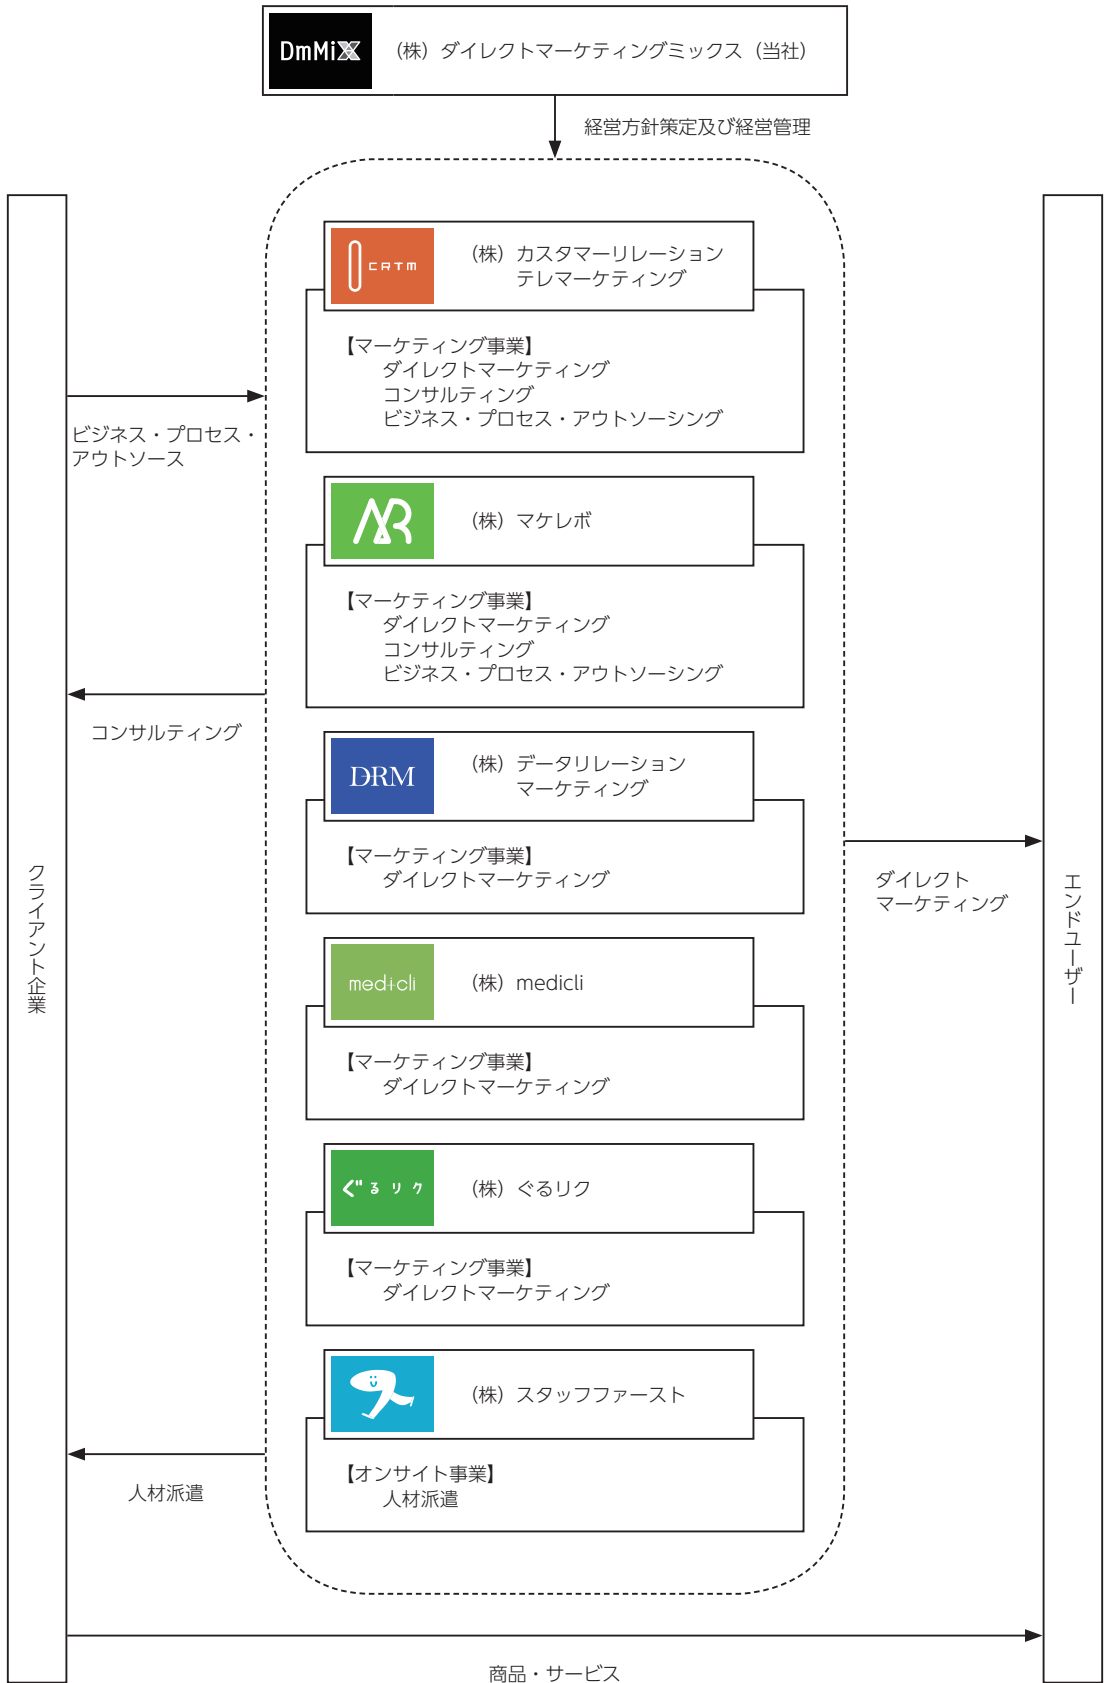 DmMiX
（株）ダイレクトマーケティングミックス（当社）
経営方針策定及び経営管理
CRTM
（株）カスタマーリレーション
テレマーケティング
【マーケティング事業】
ダイレクトマーケティング
コンサルティング
ビジネス・プロセス・アウトソーシング
ビジネス・プロセス・
アウトソース
（株）マケレボ
【マーケティング事業】
ダイレクトマーケティング
コンサルティング
ビジネス・プロセス・アウトソーシング
コンサルティング
DRM
（株）データリレーション
マーケティング
【マーケティング事業】
ダイレクトマーケティング
クライアント企業
ダイレクト
マーケティング
エンドユーザー
medicli
（株）medicli
【マーケティング事業】
ダイレクトマーケティング
ぐるリク
（株）ぐるリク
【マーケティング事業】
ダイレクトマーケティング
（株）スタッフファースト
【オンサイト事業】
人材派遣
人材派遣
商品・サービス